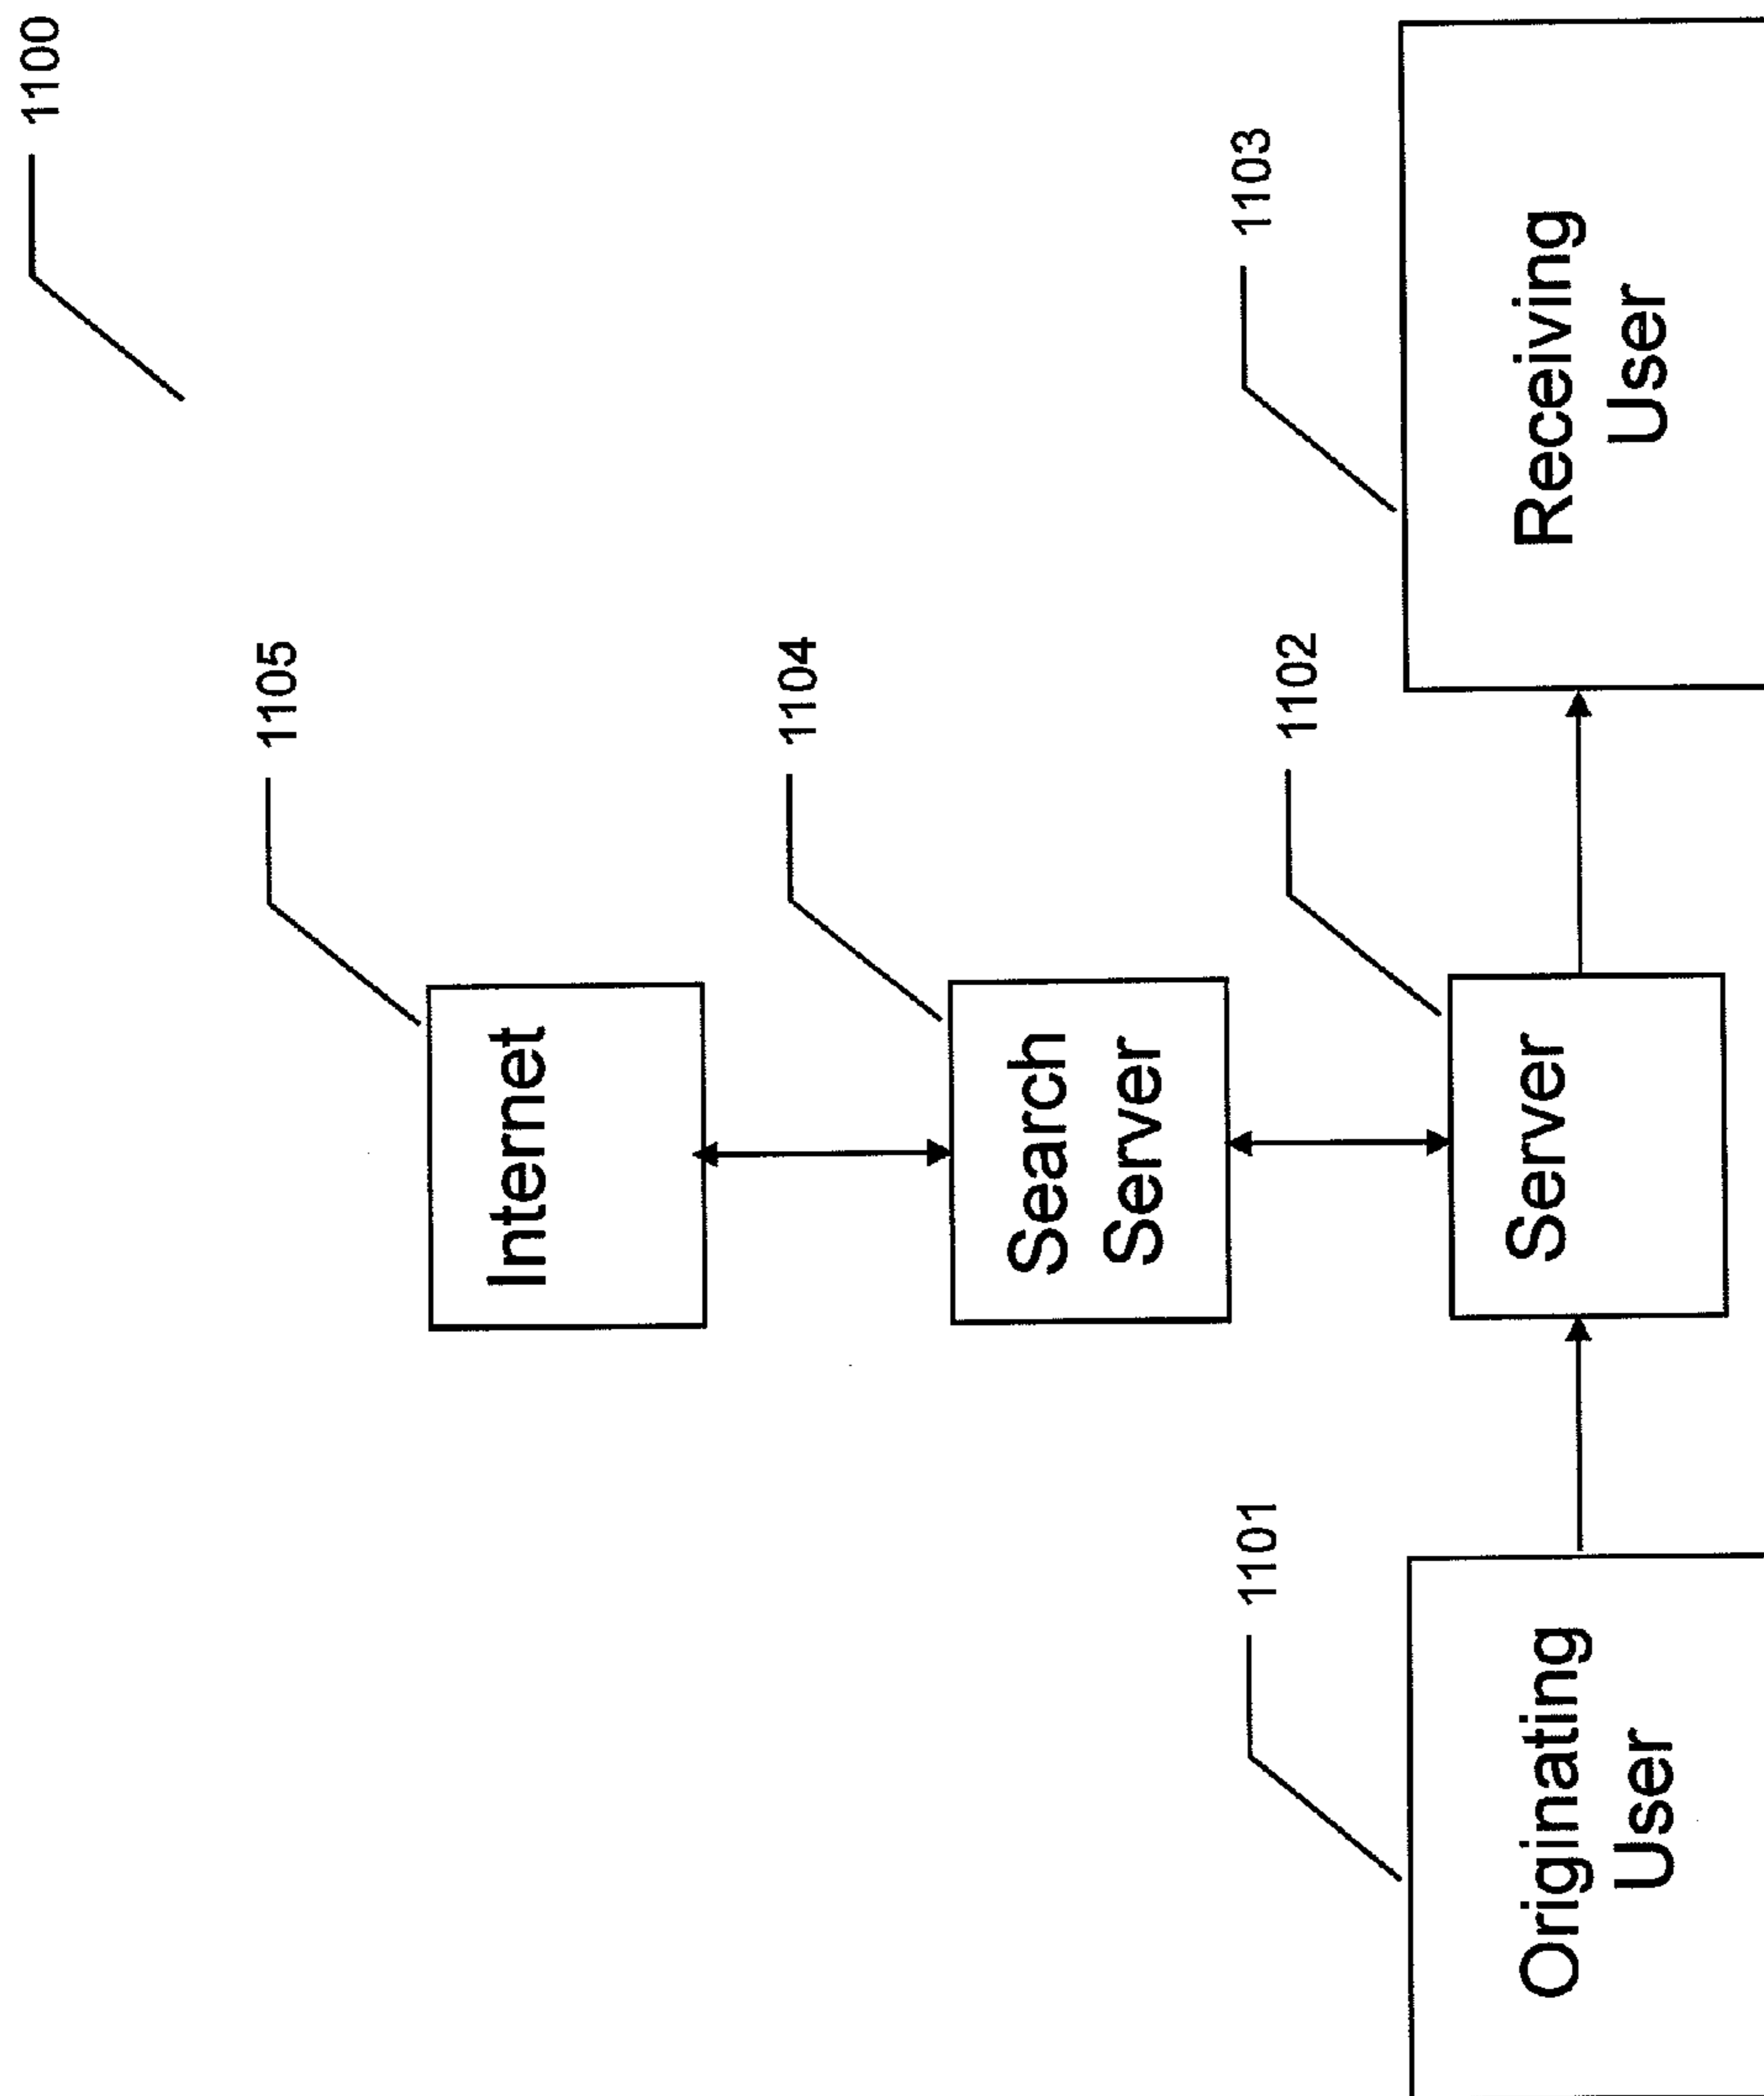 1100
1105
Internet
1104
Search
Server
1101
Originating
User
1102
Server
1103
Receiving
User